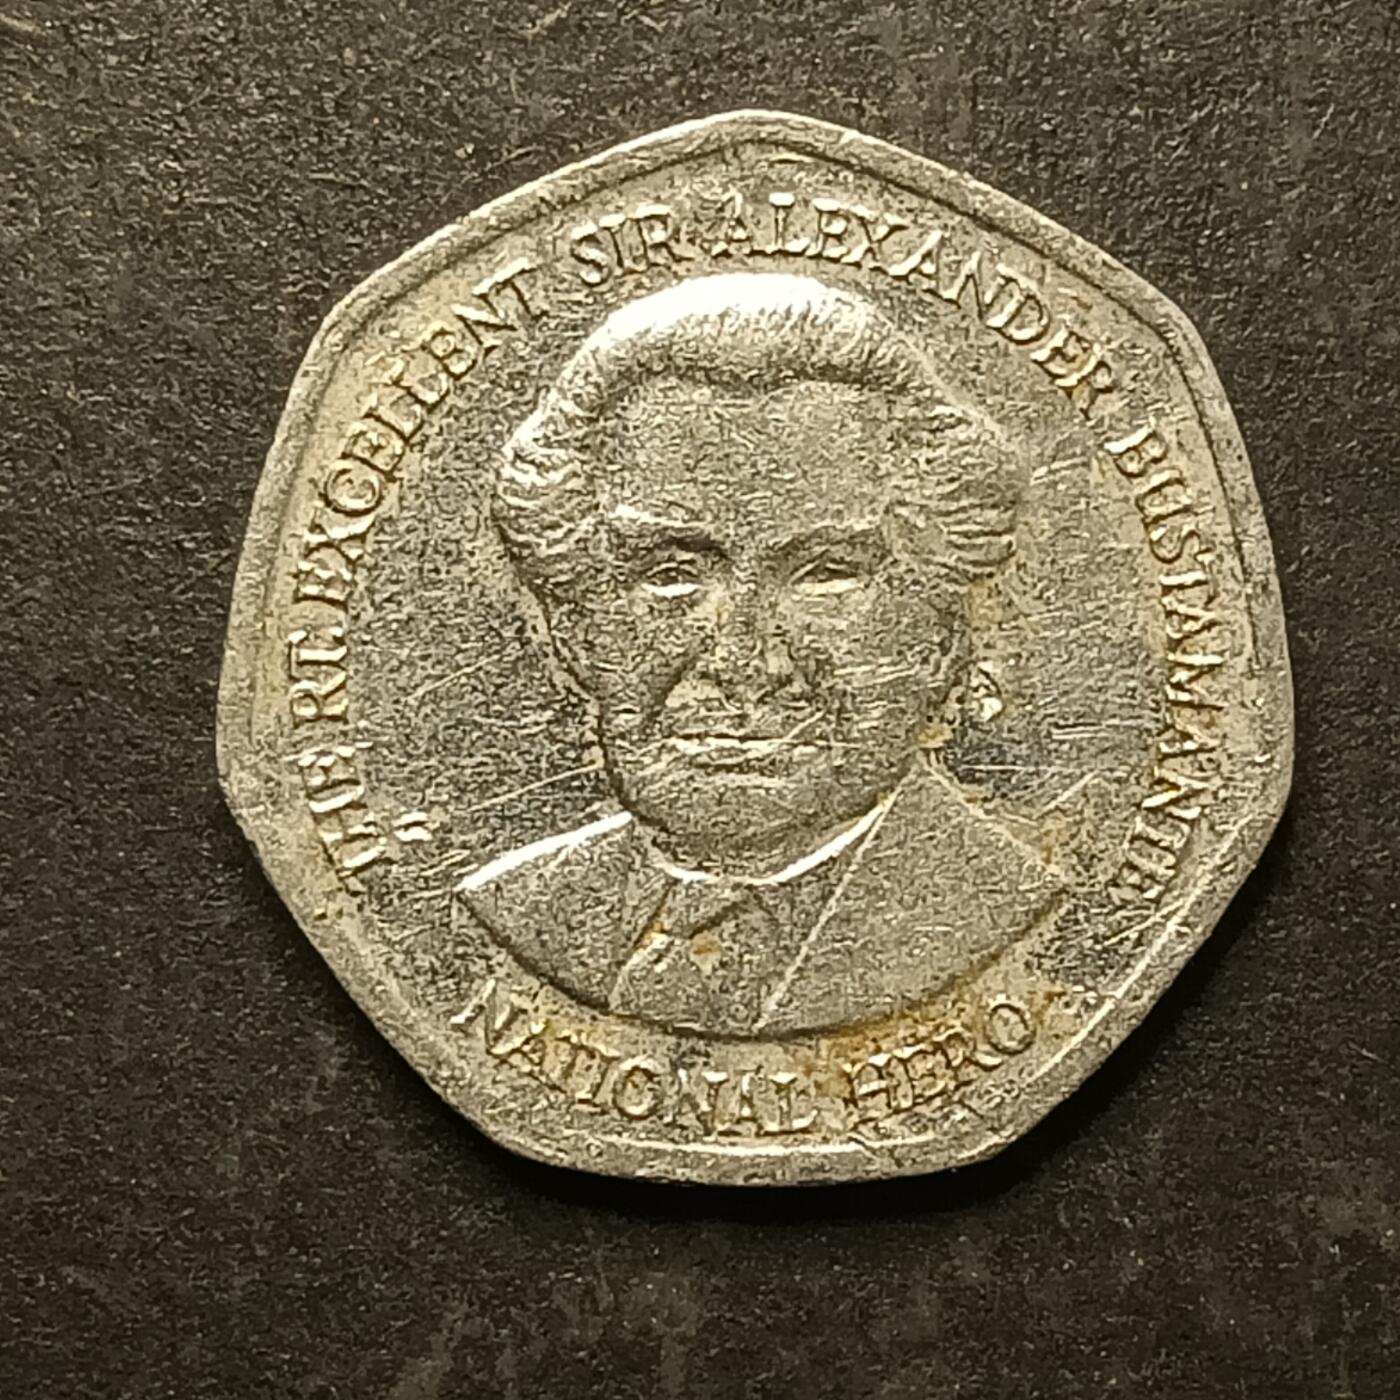 THE RT. EXCELLENT SIR ALEXANDER BUSTAMANTE
NATIONAL HERO